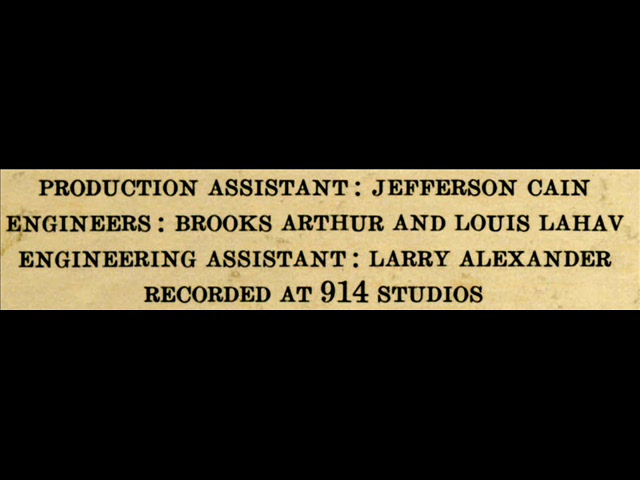 PRODUCTION ASSISTANT: JEFFERSON CAIN
ENGINEERS: BROOKS ARTHUR AND LOUIS LAHAV
ENGINEERING ASSISTANT: LARRY ALEXANDER
RECORDED AT 914 STUDIOS